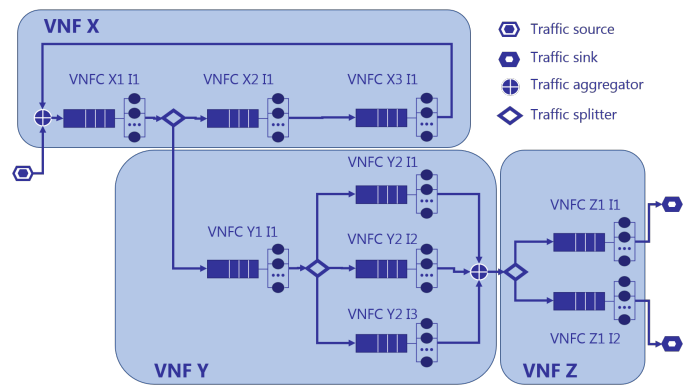 VNF X
Traffic source
Traffic sink
Traffic aggregator
Traffic splitter
VNFC X1 I1
VNFC X2 I1
VNFC X3 I1
VNFC Y2 I1
VNFC Y1 I1
VNFC Y2 I2
VNFC Y2 I3
VNF Y
VNFC Z1 I1
VNFC Z1 I2
VNF Z